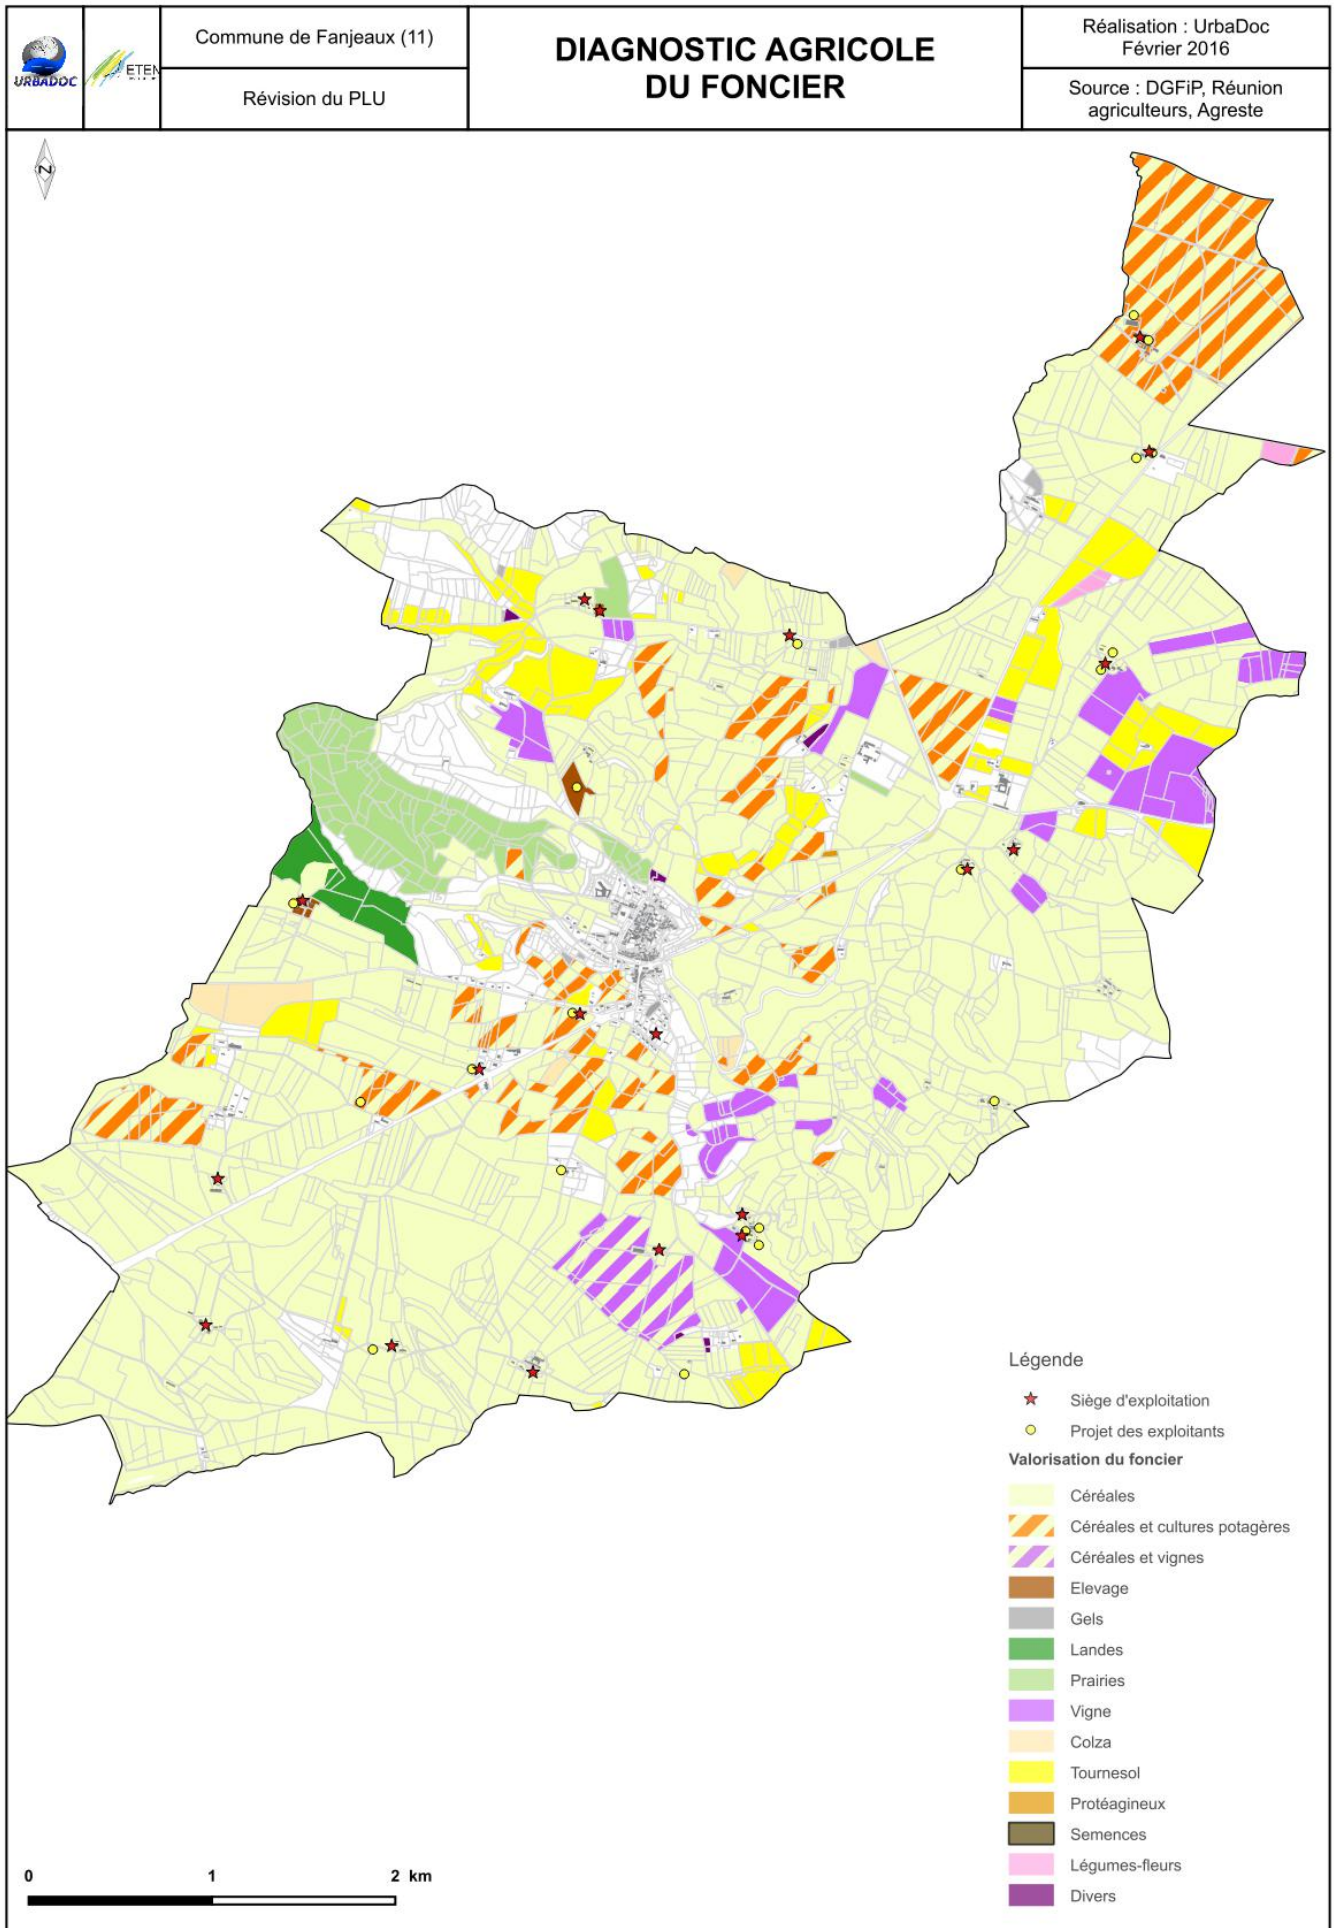 URBADOC
ETEN
Commune de Fanjeaux (11)
Révision du PLU
DIAGNOSTIC AGRICOLE
DU FONCIER
Réalisation : UrbaDoc
Février 2016
Source : DGFiP, Réunion
agriculteurs, Agreste
N
Légende
Siège d'exploitation
Projet des exploitants
Valorisation du foncier
Céréales
Céréales et cultures potagères
Céréales et vignes
Elevage
Gels
Landes
Prairies
Vigne
Colza
Tournesol
Protéagineux
Semences
Légumes-fleurs
Divers
0 1 2 km